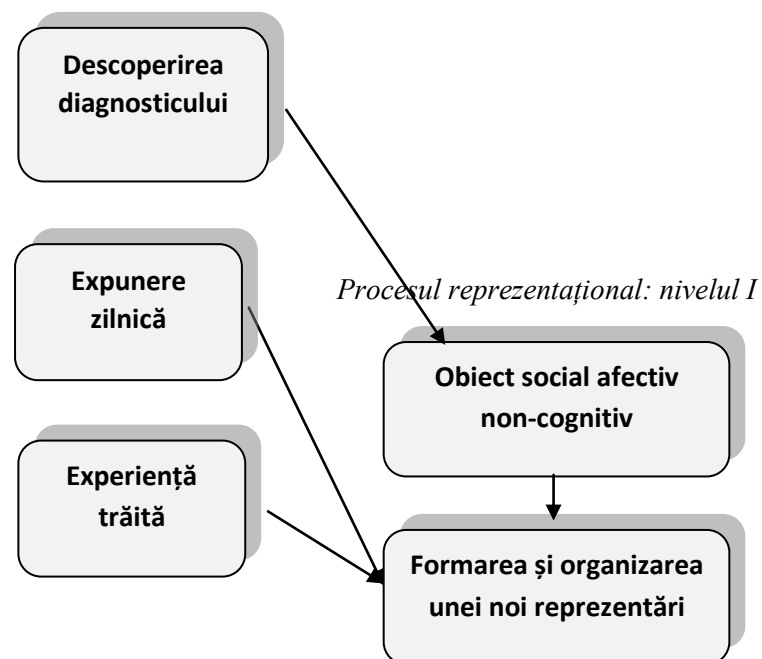 Descoperirea
diagnosticului
Expunere
zilnică
Procesul reprezentațional: nivelul I
Obiect social afectiv
non-cognitiv
Experiență
trăită
Formarea și organizarea
unei noi reprezentări